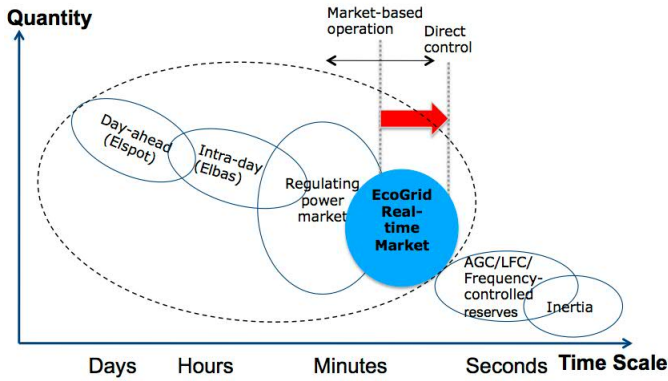 Quantity
Market-based
operation
Direct
control
Day-ahead
(Elspot)
Intra-day
(Elbas)
Regulating
power
market
EcoGrid
Real-
time
Market
AGC/LFC/
Frequency-
controlled
reserves
Inertia
Days
Hours
Minutes
Seconds
Time Scale